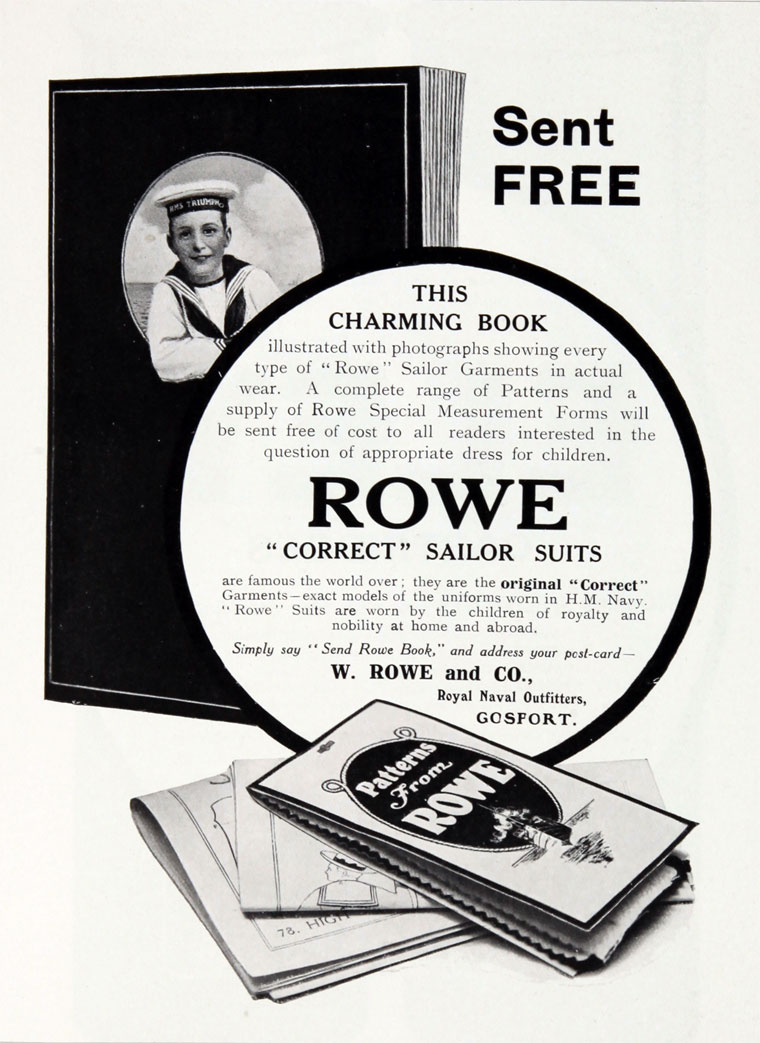 Sent
FREE
HMS TRIUMPH
THIS
CHARMING BOOK
illustrated with photographs showing every
type of “Rowe” Sailor Garments in actual
wear. A complete range of Patterns and a
supply of Rowe Special Measurement Forms will
be sent free of cost to all readers interested in the
question of appropriate dress for children.
ROWE
“CORRECT” SAILOR SUITS
are famous the world over; they are the original “Correct”
Garments—exact models of the uniforms worn in H.M. Navy.
“Rowe” Suits are worn by the children of royalty and
nobility at home and abroad.
Simply say “Send Rowe Book,” and address your post-card—
W. ROWE and CO.,
Royal Naval Outfitters,
GOSPORT.
Patterns
From
ROWE
78, HIGH